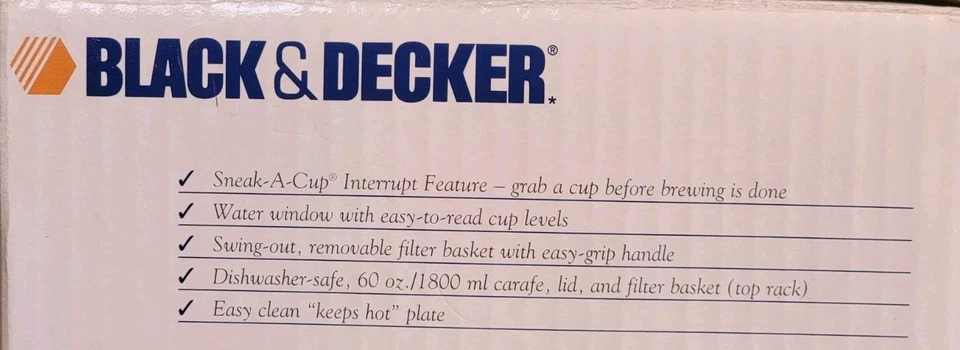 BLACK & DECKER®*
✓ Sneak-A-Cup® Interrupt Feature – grab a cup before brewing is done
✓ Water window with easy-to-read cup levels
✓ Swing-out, removable filter basket with easy-grip handle
✓ Dishwasher-safe, 60 oz./1800 ml carafe, lid, and filter basket (top rack)
✓ Easy clean “keeps hot” plate